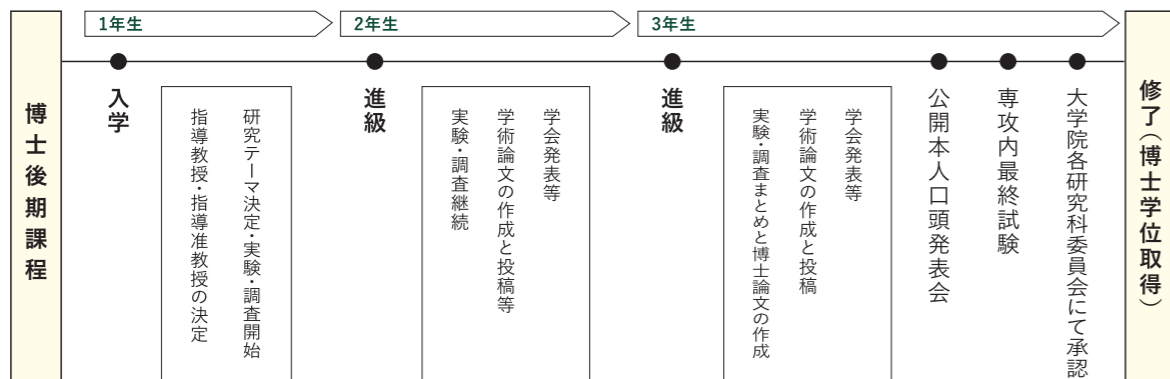 博士後期課程
1年生
2年生
3年生
入学
指導教授・指導准教授の決定
研究テーマ決定・実験・調査開始
進級
実験・調査継続
学術論文の作成と投稿等
学会発表等
進級
実験・調査まとめと博士論文の作成
学術論文の作成と投稿
学会発表等
公開本人口頭発表会
専攻内最終試験
大学院各研究科委員会にて承認
修了(博士学位取得)